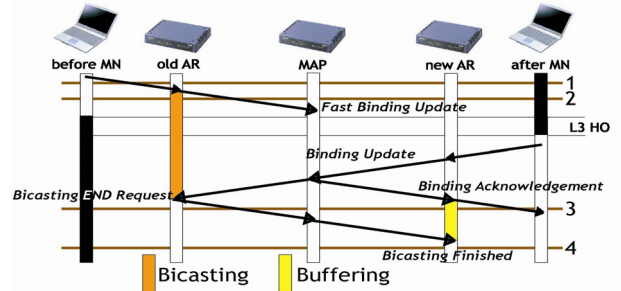 before MN
old AR
MAP
new AR
after MN
1
2
Fast Binding Update
L3 HO
Binding Update
Bicasting END Request
Binding Acknowledgement
3
Bicasting Finished
4
Bicasting
Buffering